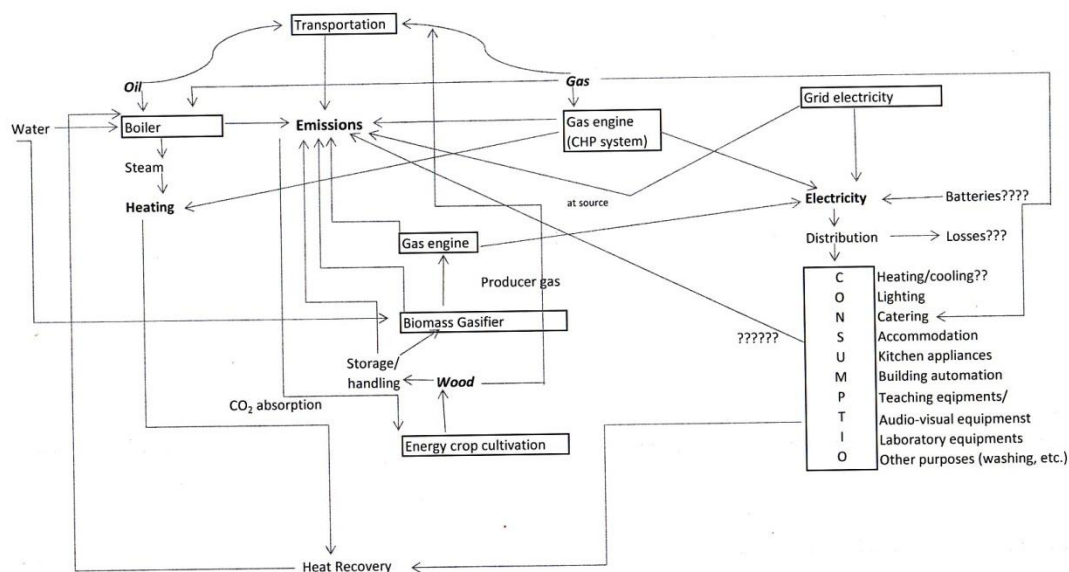 Transportation
Oil
Gas
Grid electricity
Water
Boiler
Emissions
Gas engine
(CHP system)
Steam
Heating
at source
Electricity
Batteries????
Distribution
Losses???
Gas engine
Producer gas
Biomass Gasifier
??????
Storage/
handling
Wood
CO₂ absorption
Energy crop cultivation
C Heating/cooling??
O Lighting
N Catering
S Accommodation
U Kitchen appliances
M Building automation
P Teaching eqipments/
T Audio-visual equipmenst
I Laboratory equipments
O Other purposes (washing, etc.)
Heat Recovery